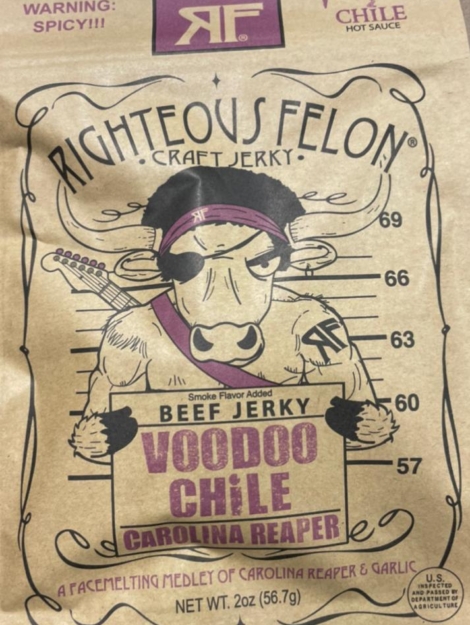 WARNING:
SPICY!!!
RF®
CHILE
HOT SAUCE
RIGHTEOUS FELON®
·CRAFT JERKY·
RF
69
66
63
RF
60
57
Smoke Flavor Added
BEEF JERKY
VOODOO
CHiLE
CAROLINA REAPER
A FACEMELTING MEDLEY OF CAROLINA REAPER & GARLIC
NET WT. 2oz (56.7g)
U.S.
INSPECTED
AND PASSED BY
DEPARTMENT OF
AGRICULTURE